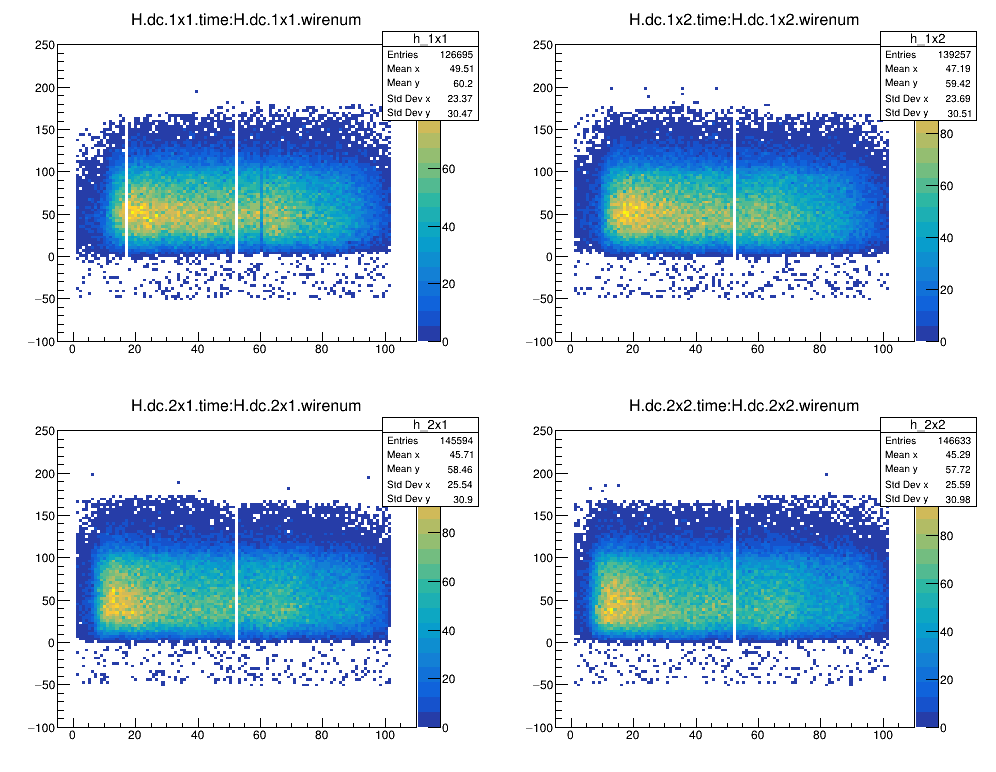 H.dc.1x1.time:H.dc.1x1.wirenum
h_1x1
Entries 126695
Mean x 49.51
Mean y 60.2
Std Dev x 23.37
Std Dev y 30.47
250
200
150
100
50
0
−50
−100
0 20 40 60 80 100
60
40
20
0
H.dc.1x2.time:H.dc.1x2.wirenum
h_1x2
Entries 139257
Mean x 47.19
Mean y 59.42
Std Dev x 23.69
Std Dev y 30.51
250
200
150
100
50
0
−50
−100
0 20 40 60 80 100
80
60
40
20
0
H.dc.2x1.time:H.dc.2x1.wirenum
h_2x1
Entries 145594
Mean x 45.71
Mean y 58.46
Std Dev x 25.54
Std Dev y 30.9
250
200
150
100
50
0
−50
−100
0 20 40 60 80 100
80
60
40
20
0
H.dc.2x2.time:H.dc.2x2.wirenum
h_2x2
Entries 146633
Mean x 45.29
Mean y 57.72
Std Dev x 25.59
Std Dev y 30.98
250
200
150
100
50
0
−50
−100
0 20 40 60 80 100
80
60
40
20
0